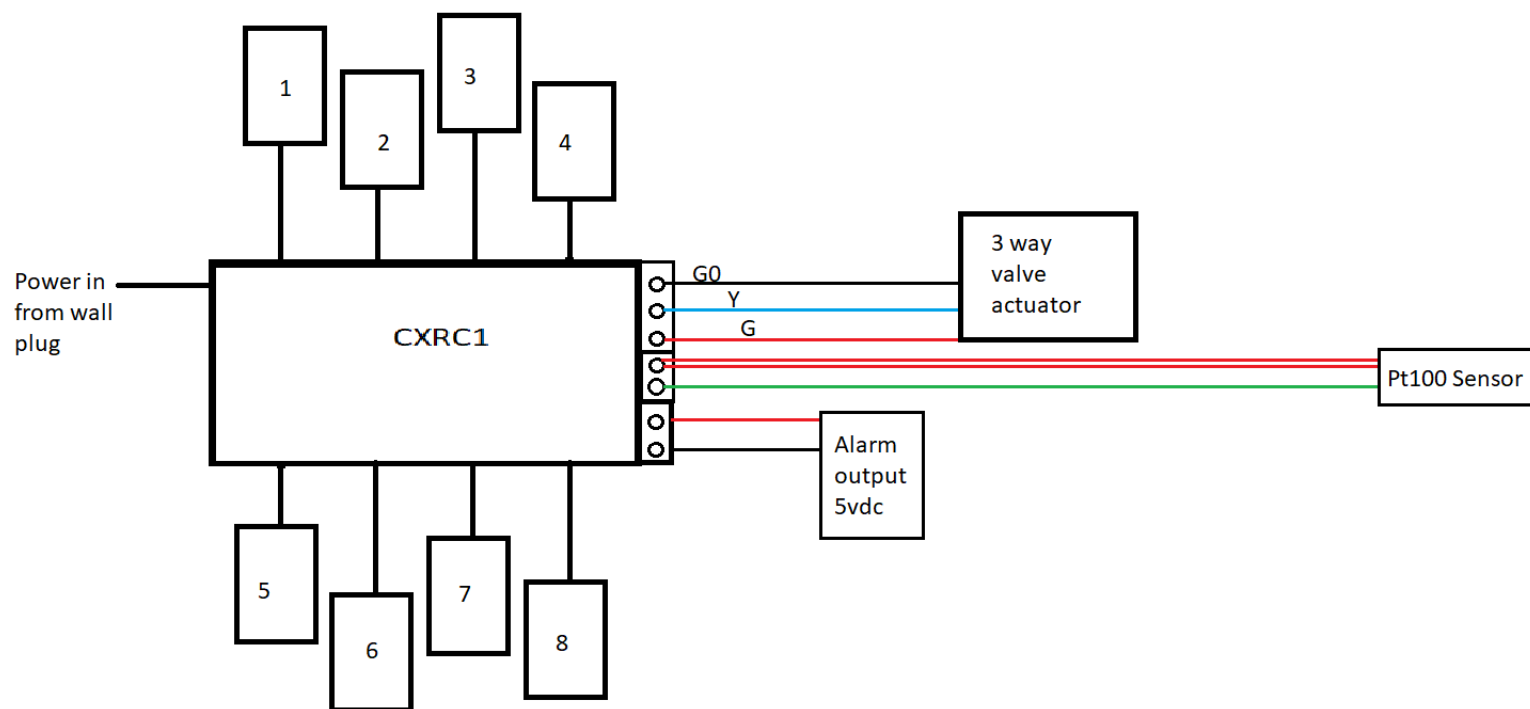 1
2
3
4
Power in
from wall
plug
CXRC1
G0
Y
G
3 way
valve
actuator
Pt100 Sensor
Alarm
output
5vdc
5
6
7
8